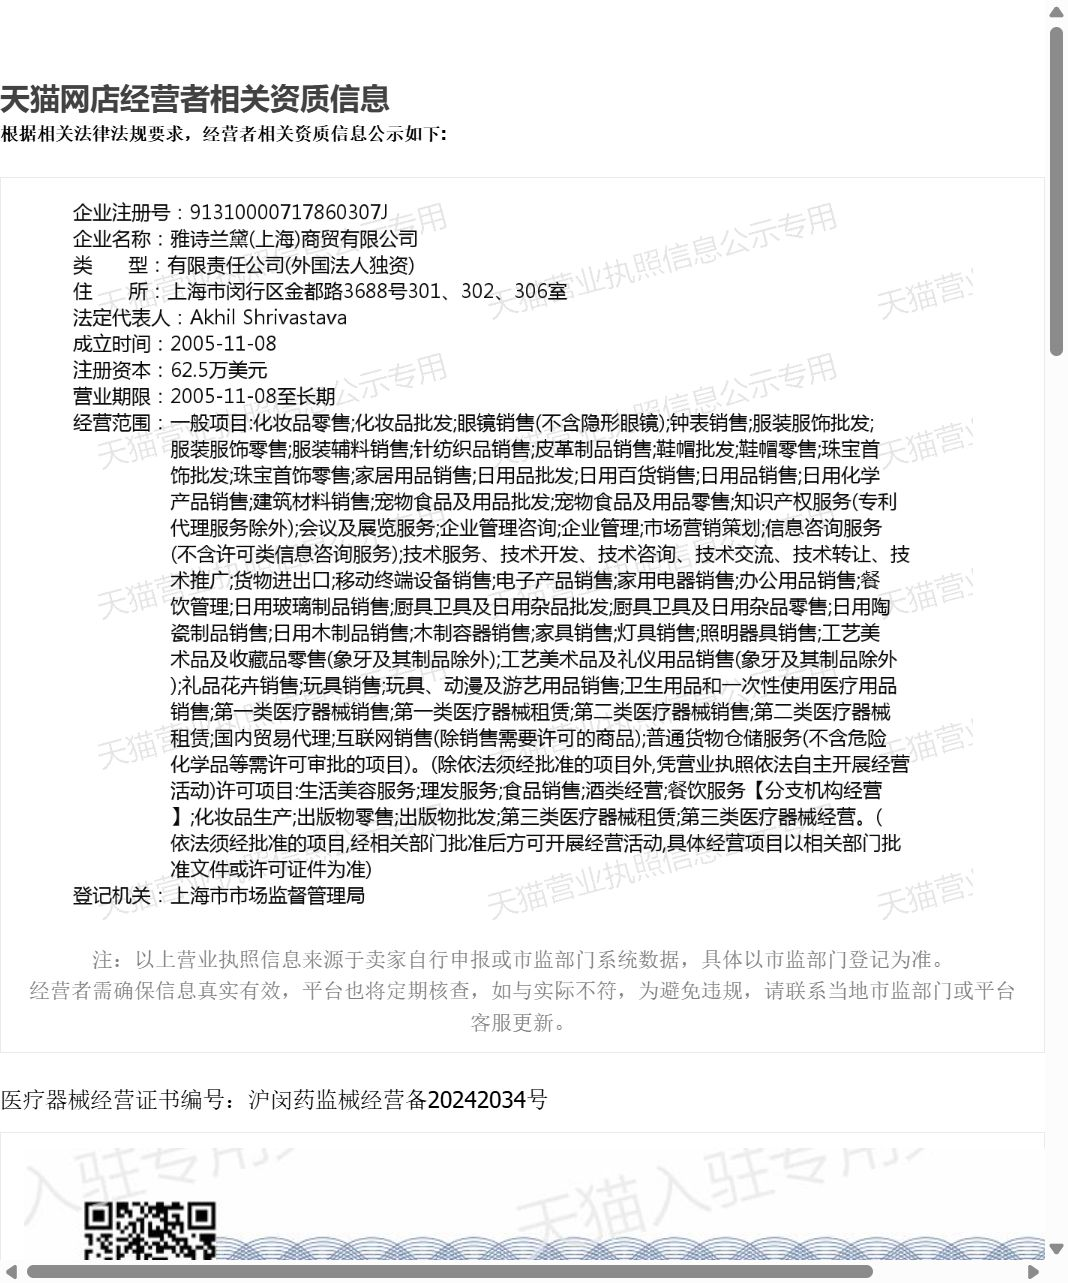 天猫网店经营者相关资质信息
根据相关法律法规要求，经营者相关资质信息公示如下:
企业注册号：91310000717860307J
企业名称：雅诗兰黛(上海)商贸有限公司
类 型：有限责任公司(外国法人独资)
住 所：上海市闵行区金都路3688号301、302、306室
法定代表人：Akhil Shrivastava
成立时间：2005-11-08
注册资本：62.5万美元
营业期限：2005-11-08至长期
经营范围：一般项目:化妆品零售;化妆品批发;眼镜销售(不含隐形眼镜);钟表销售;服装服饰批发;
服装服饰零售;服装辅料销售;针纺织品销售;皮革制品销售;鞋帽批发;鞋帽零售;珠宝首
饰批发;珠宝首饰零售;家居用品销售;日用品批发;日用百货销售;日用品销售;日用化学
产品销售;建筑材料销售;宠物食品及用品批发;宠物食品及用品零售;知识产权服务(专利
代理服务除外);会议及展览服务;企业管理咨询;企业管理;市场营销策划;信息咨询服务
(不含许可类信息咨询服务);技术服务、技术开发、技术咨询、技术交流、技术转让、技
术推广;货物进出口;移动终端设备销售;电子产品销售;家用电器销售;办公用品销售;餐
饮管理;日用玻璃制品销售;厨具卫具及日用杂品批发;厨具卫具及日用杂品零售;日用陶
瓷制品销售;日用木制品销售;木制容器销售;家具销售;灯具销售;照明器具销售;工艺美
术品及收藏品零售(象牙及其制品除外);工艺美术品及礼仪用品销售(象牙及其制品除外
);礼品花卉销售;玩具销售;玩具、动漫及游艺用品销售;卫生用品和一次性使用医疗用品
销售;第一类医疗器械销售;第一类医疗器械租赁;第二类医疗器械销售;第二类医疗器械
租赁;国内贸易代理;互联网销售(除销售需要许可的商品);普通货物仓储服务(不含危险
化学品等需许可审批的项目)。(除依法须经批准的项目外,凭营业执照依法自主开展经营
活动)许可项目:生活美容服务;理发服务;食品销售;酒类经营;餐饮服务【分支机构经营
】;化妆品生产;出版物零售;出版物批发;第三类医疗器械租赁;第三类医疗器械经营。(
依法须经批准的项目,经相关部门批准后方可开展经营活动,具体经营项目以相关部门批
准文件或许可证件为准)
登记机关：上海市市场监督管理局
注：以上营业执照信息来源于卖家自行申报或市监部门系统数据，具体以市监部门登记为准。
经营者需确保信息真实有效，平台也将定期核查，如与实际不符，为避免违规，请联系当地市监部门或平台
客服更新。
医疗器械经营证书编号：沪闵药监械经营备20242034号
入驻专用
天猫入驻专用